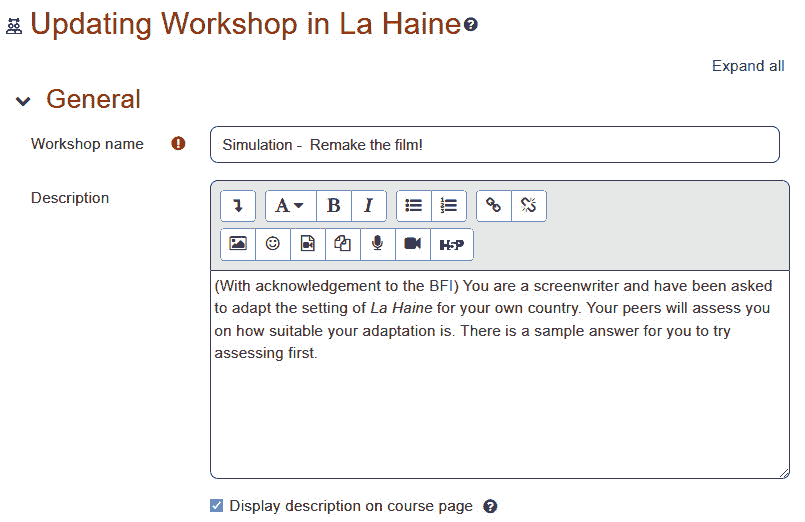 Updating Workshop in La Haine
Expand all
General
Workshop name
Simulation -  Remake the film!
Description
A B I
H5P
(With acknowledgement to the BFI) You are a screenwriter and have been asked
to adapt the setting of La Haine for your own country. Your peers will assess you
on how suitable your adaptation is. There is a sample answer for you to try
assessing first.
Display description on course page